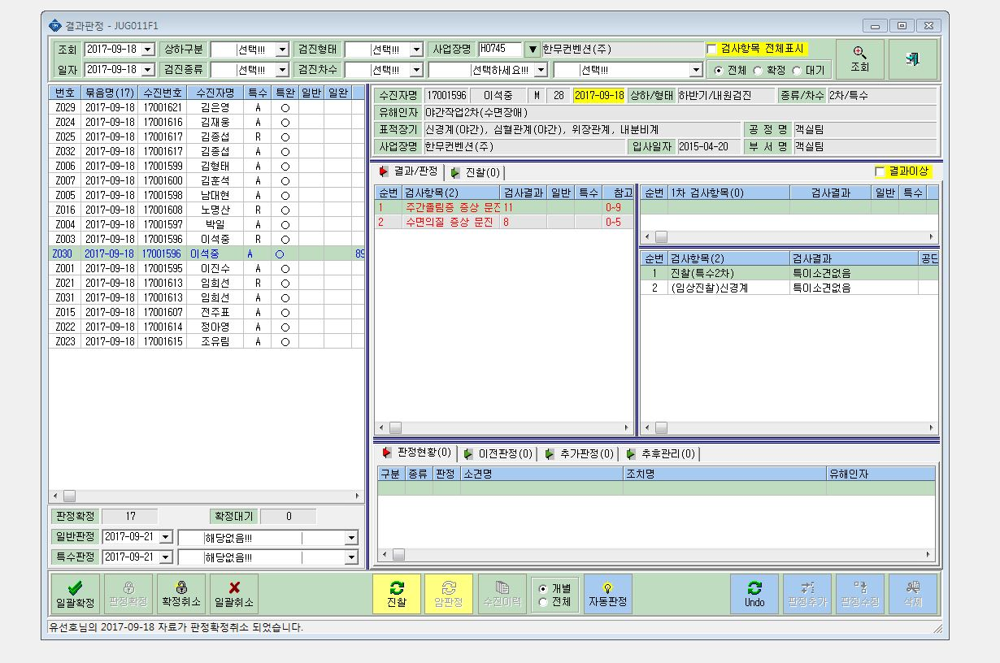 결과판정 - JUG011F1
조회 2017-09-18 상하구분 선택!!! 검진형태 선택!!! 사업장명 H0745 ▼ 한무컨벤션(주) 검사항목 전체표시
일자 2017-09-18 검진종류 선택!!! 검진차수 선택!!! 선택하세요!!! 선택!!! 전체 확정 대기
조회
번호 묶음명(17) 수진번호 수진자명 특수 특완 일반 일완
Z029 2017-09-18 17001621 김은영 A ○
Z024 2017-09-18 17001616 김재웅 A ○
Z025 2017-09-18 17001617 김종섭 R ○
Z032 2017-09-18 17001617 김종섭 A ○
Z006 2017-09-18 17001599 김형태 A ○
Z007 2017-09-18 17001600 김훈석 A ○
Z005 2017-09-18 17001598 남대현 A ○
Z016 2017-09-18 17001608 노명산 R ○
Z004 2017-09-18 17001597 박일 A ○
Z003 2017-09-18 17001596 이석중 R ○
Z030 2017-09-18 17001596 이석중 A ○ 89
Z001 2017-09-18 17001595 이진수 A ○
Z021 2017-09-18 17001613 임희선 R ○
Z031 2017-09-18 17001613 임희선 A ○
Z015 2017-09-18 17001607 전주표 A ○
Z022 2017-09-18 17001614 정아영 A ○
Z023 2017-09-18 17001615 조유림 A ○
판정확정 17 확정대기 0
일반판정 2017-09-21 해당없음!!!
특수판정 2017-09-21 해당없음!!!
수진자명 17001596 이석중 M 28 2017-09-18 상하/형태 하반기/내원검진 종류/차수 2차/특수
유해인자 야간작업2차(수면장애)
표적장기 신경계(야간), 심혈관계(야간), 위장관계, 내분비계 공 정 명 객실팀
사업장명 한무컨벤션(주) 입사일자 2015-04-20 부 서 명 객실팀
결과/판정 진찰(0) 결과이상
순번 검사항목(2) 검사결과 일반 특수 참고
1 주간졸림증 증상 문진 11 0~9
2 수면의질 증상 문진 8 0~5
순번 1차 검사항목(0) 검사결과 일반 특수
순번 검사항목(2) 검사결과 공단
1 진찰(특수2차) 특이소견없음
2 (임상진찰)신경계 특이소견없음
판정현황(0) 이전판정(0) 추가판정(0) 추후관리(0)
구분 종류 판정 소견명 조치명 유해인자
일괄확정 판정확정 확정취소 일괄취소 진찰 암판정 수진이력 개별 전체 자동판정 Undo 판정추가 판정수정 삭제
유선호님의 2017-09-18 자료가 판정확정취소 되었습니다.